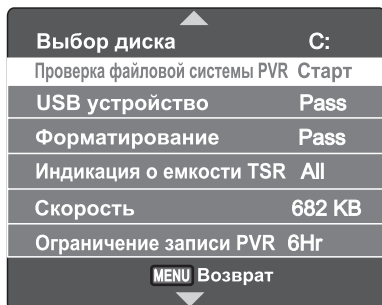 Выбор диска C:
Проверка файловой системы PVR Старт
USB устройство Pass
Форматирование Pass
Индикация о емкости TSR All
Скорость 682 KB
Ограничение записи PVR 6Hr
MENU Возврат